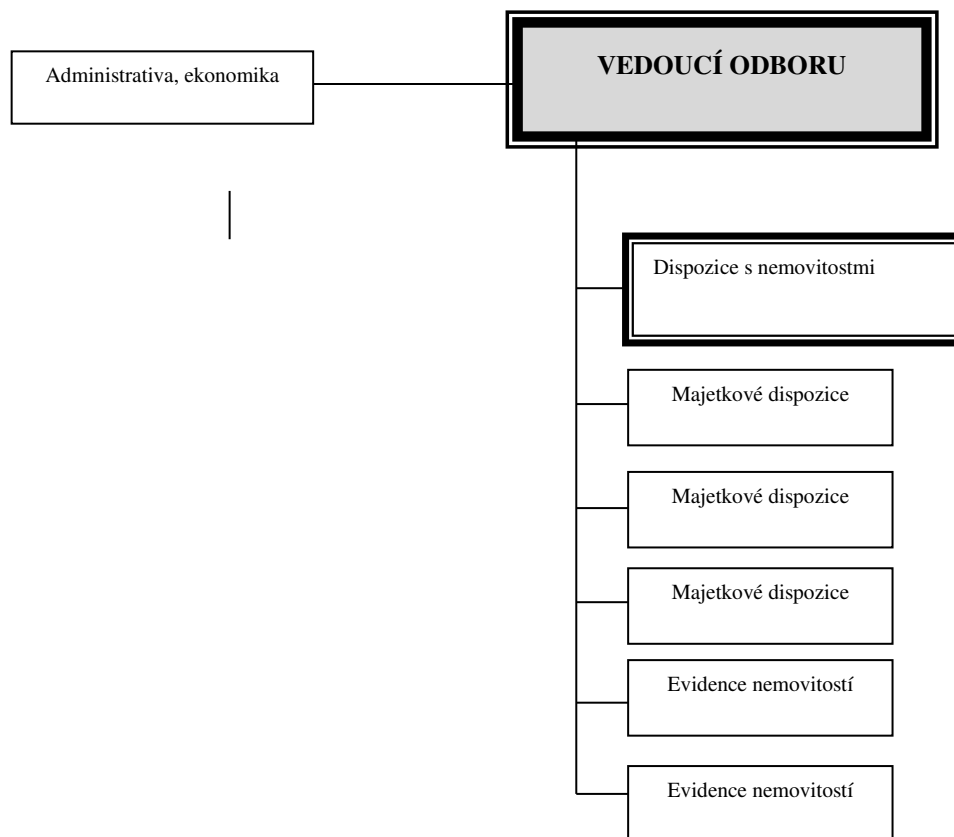 VEDOUCÍ ODBORU
Administrativa, ekonomika
Dispozice s nemovitostmi
Majetkové dispozice
Majetkové dispozice
Majetkové dispozice
Evidence nemovitostí
Evidence nemovitostí